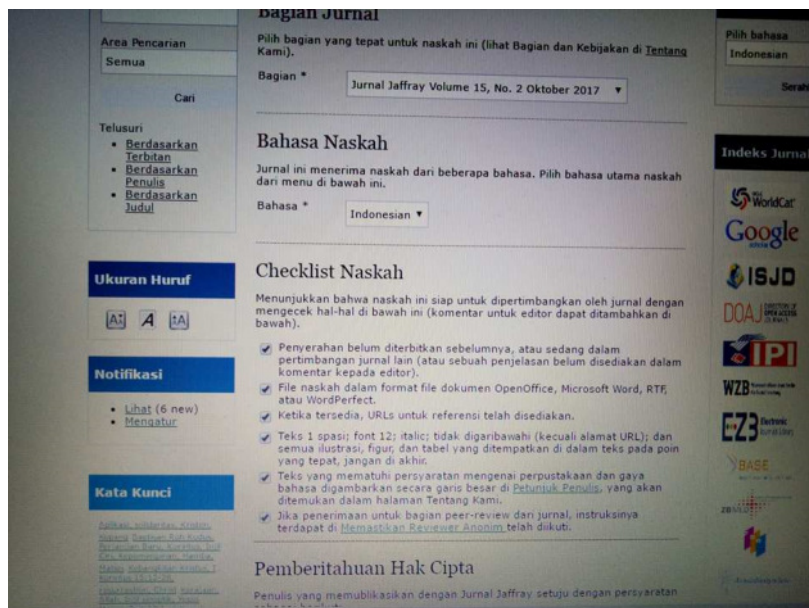 Area Pencarian
Semua
Cari
Telusuri
Berdasarkan
Terbitan
Berdasarkan
Penulis
Berdasarkan
Judul
Ukuran Huruf
A A A
Notifikasi
Lihat (6 new)
Mengatur
Kata Kunci
Bagian Jurnal
Pilih bagian yang tepat untuk naskah ini (lihat Bagian dan Kebijakan di Tentang
Kami).
Bagian *
Jurnal Jaffray Volume 15, No. 2 Oktober 2017
Bahasa Naskah
Jurnal ini menerima naskah dari beberapa bahasa. Pilih bahasa utama naskah
dari menu di bawah ini.
Bahasa *
Indonesian
Checklist Naskah
Menunjukkan bahwa naskah ini siap untuk dipertimbangkan oleh jurnal dengan
mengecek hal-hal di bawah ini (komentar untuk editor dapat ditambahkan di
bawah).
Penyerahan belum diterbitkan sebelumnya, atau sedang dalam
pertimbangan jurnal lain (atau sebuah penjelasan belum disediakan dalam
komentar kepada editor).
File naskah dalam format file dokumen OpenOffice, Microsoft Word, RTF,
atau WordPerfect.
Ketika tersedia, URLs untuk referensi telah disediakan.
Teks 1 spasi; font 12; italic; tidak digaribawahi (kecuali alamat URL); dan
semua ilustrasi, figur, dan tabel yang ditempatkan di dalam teks pada poin
yang tepat, jangan di akhir.
Teks yang mematuhi persyaratan mengenai perpustakaan dan gaya
bahasa digambarkan secara garis besar di Petunjuk Penulis, yang akan
ditemukan dalam halaman Tentang Kami.
Jika penerimaan untuk bagian peer-review dari jurnal, instruksinya
terdapat di Memastikan Reviewer Anonim telah diikuti.
Pemberitahuan Hak Cipta
Penulis yang memublikasikan dengan Jurnal Jaffray setuju dengan persyaratan
Pilih bahasa
Indonesian
Serah
Indeks Jurna
WorldCat
Google
ISJD
DOAJ
IPI
WZB
EZB
BASE